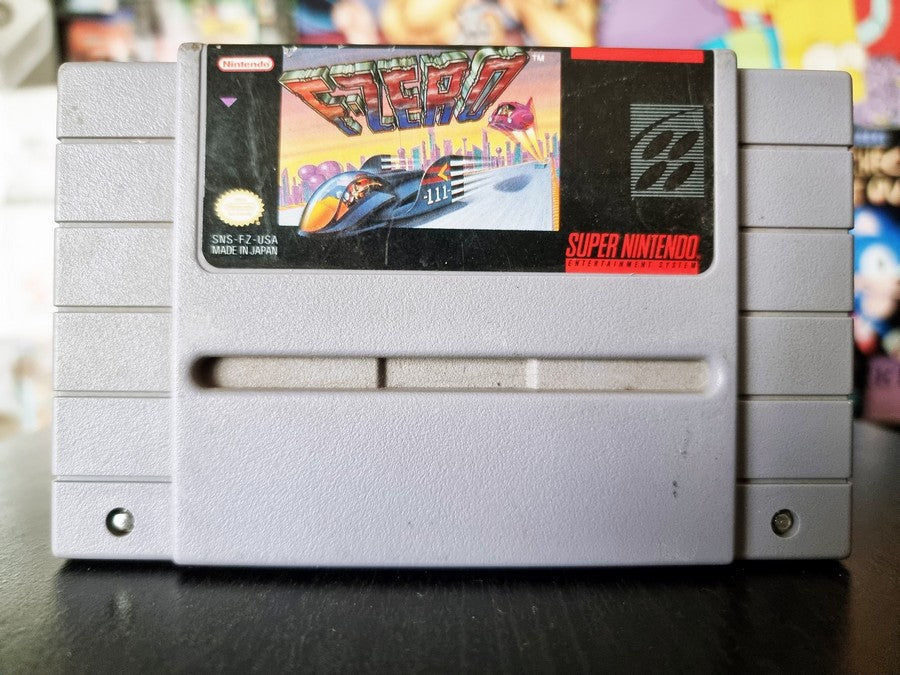 Nintendo
F-ZERO
TM
111
SNS-FZ-USA
MADE IN JAPAN
SUPER NINTENDO
ENTERTAINMENT SYSTEM